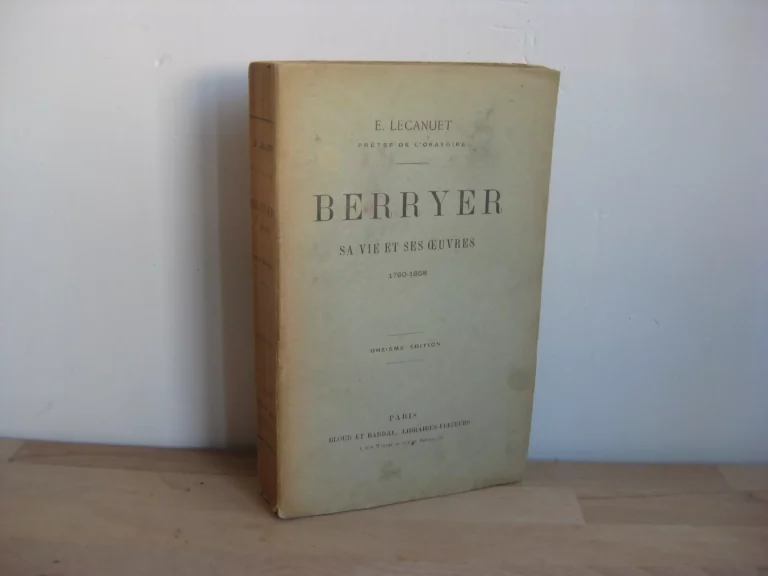 E. LECANUET
PRÊTRE DE L'ORATOIRE
BERRYER
SA VIE ET SES ŒUVRES
1790-1868
ONZIÈME ÉDITION
PARIS
BLOUD ET BARRAL, LIBRAIRES-ÉDITEURS